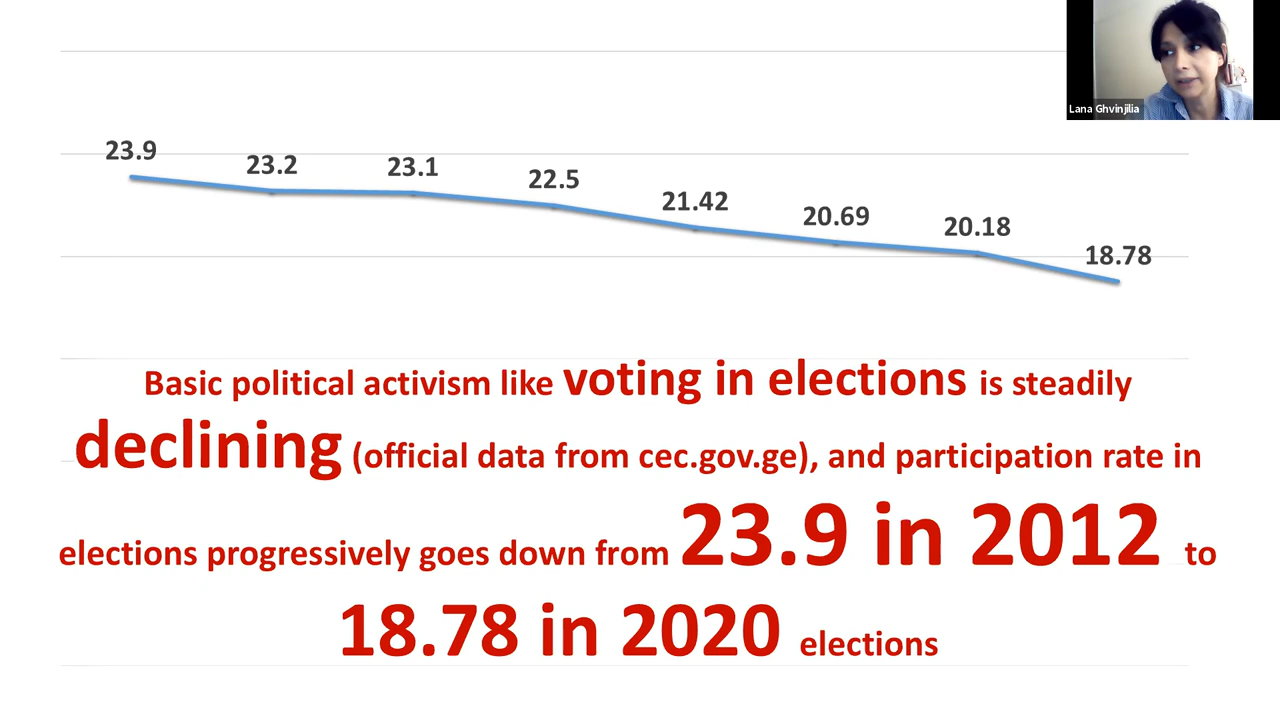 Lana Ghvinjilia
23.9
23.2
23.1
22.5
21.42
20.69
20.18
18.78
Basic political activism like voting in elections is steadily
declining (official data from cec.gov.ge), and participation rate in
elections progressively goes down from 23.9 in 2012 to
18.78 in 2020 elections